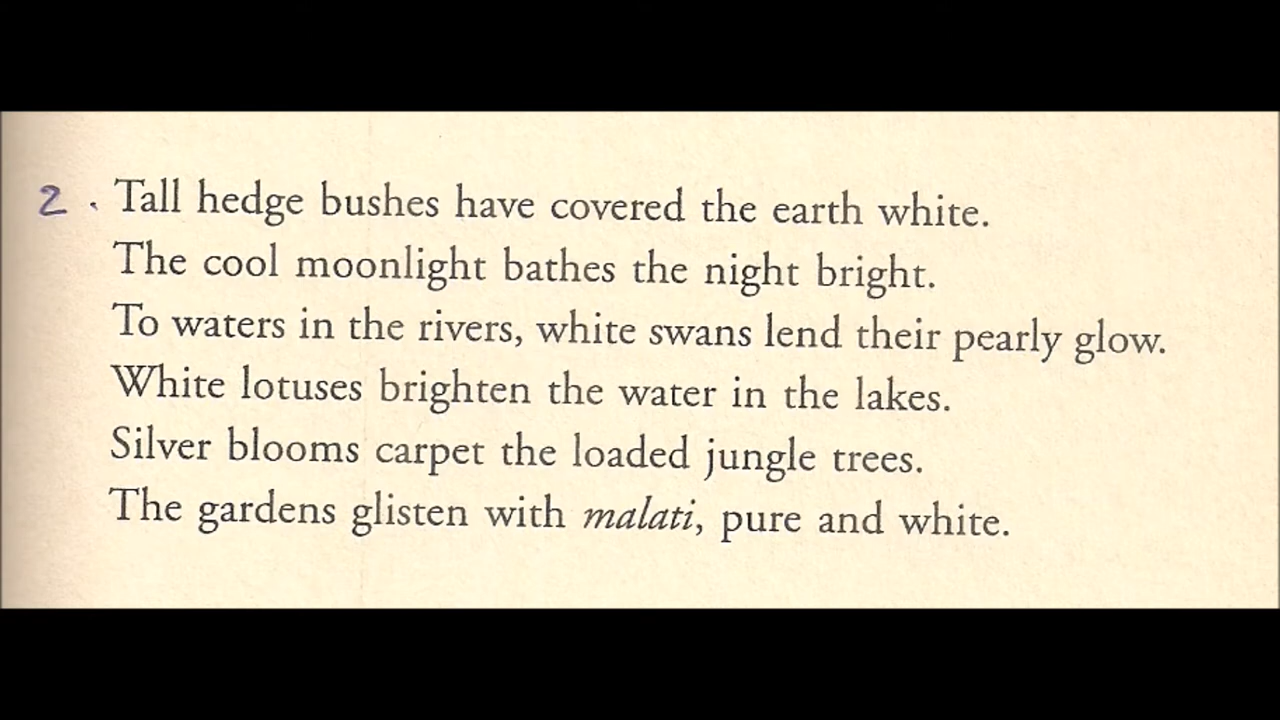 2. Tall hedge bushes have covered the earth white.
The cool moonlight bathes the night bright.
To waters in the rivers, white swans lend their pearly glow.
White lotuses brighten the water in the lakes.
Silver blooms carpet the loaded jungle trees.
The gardens glisten with malati, pure and white.